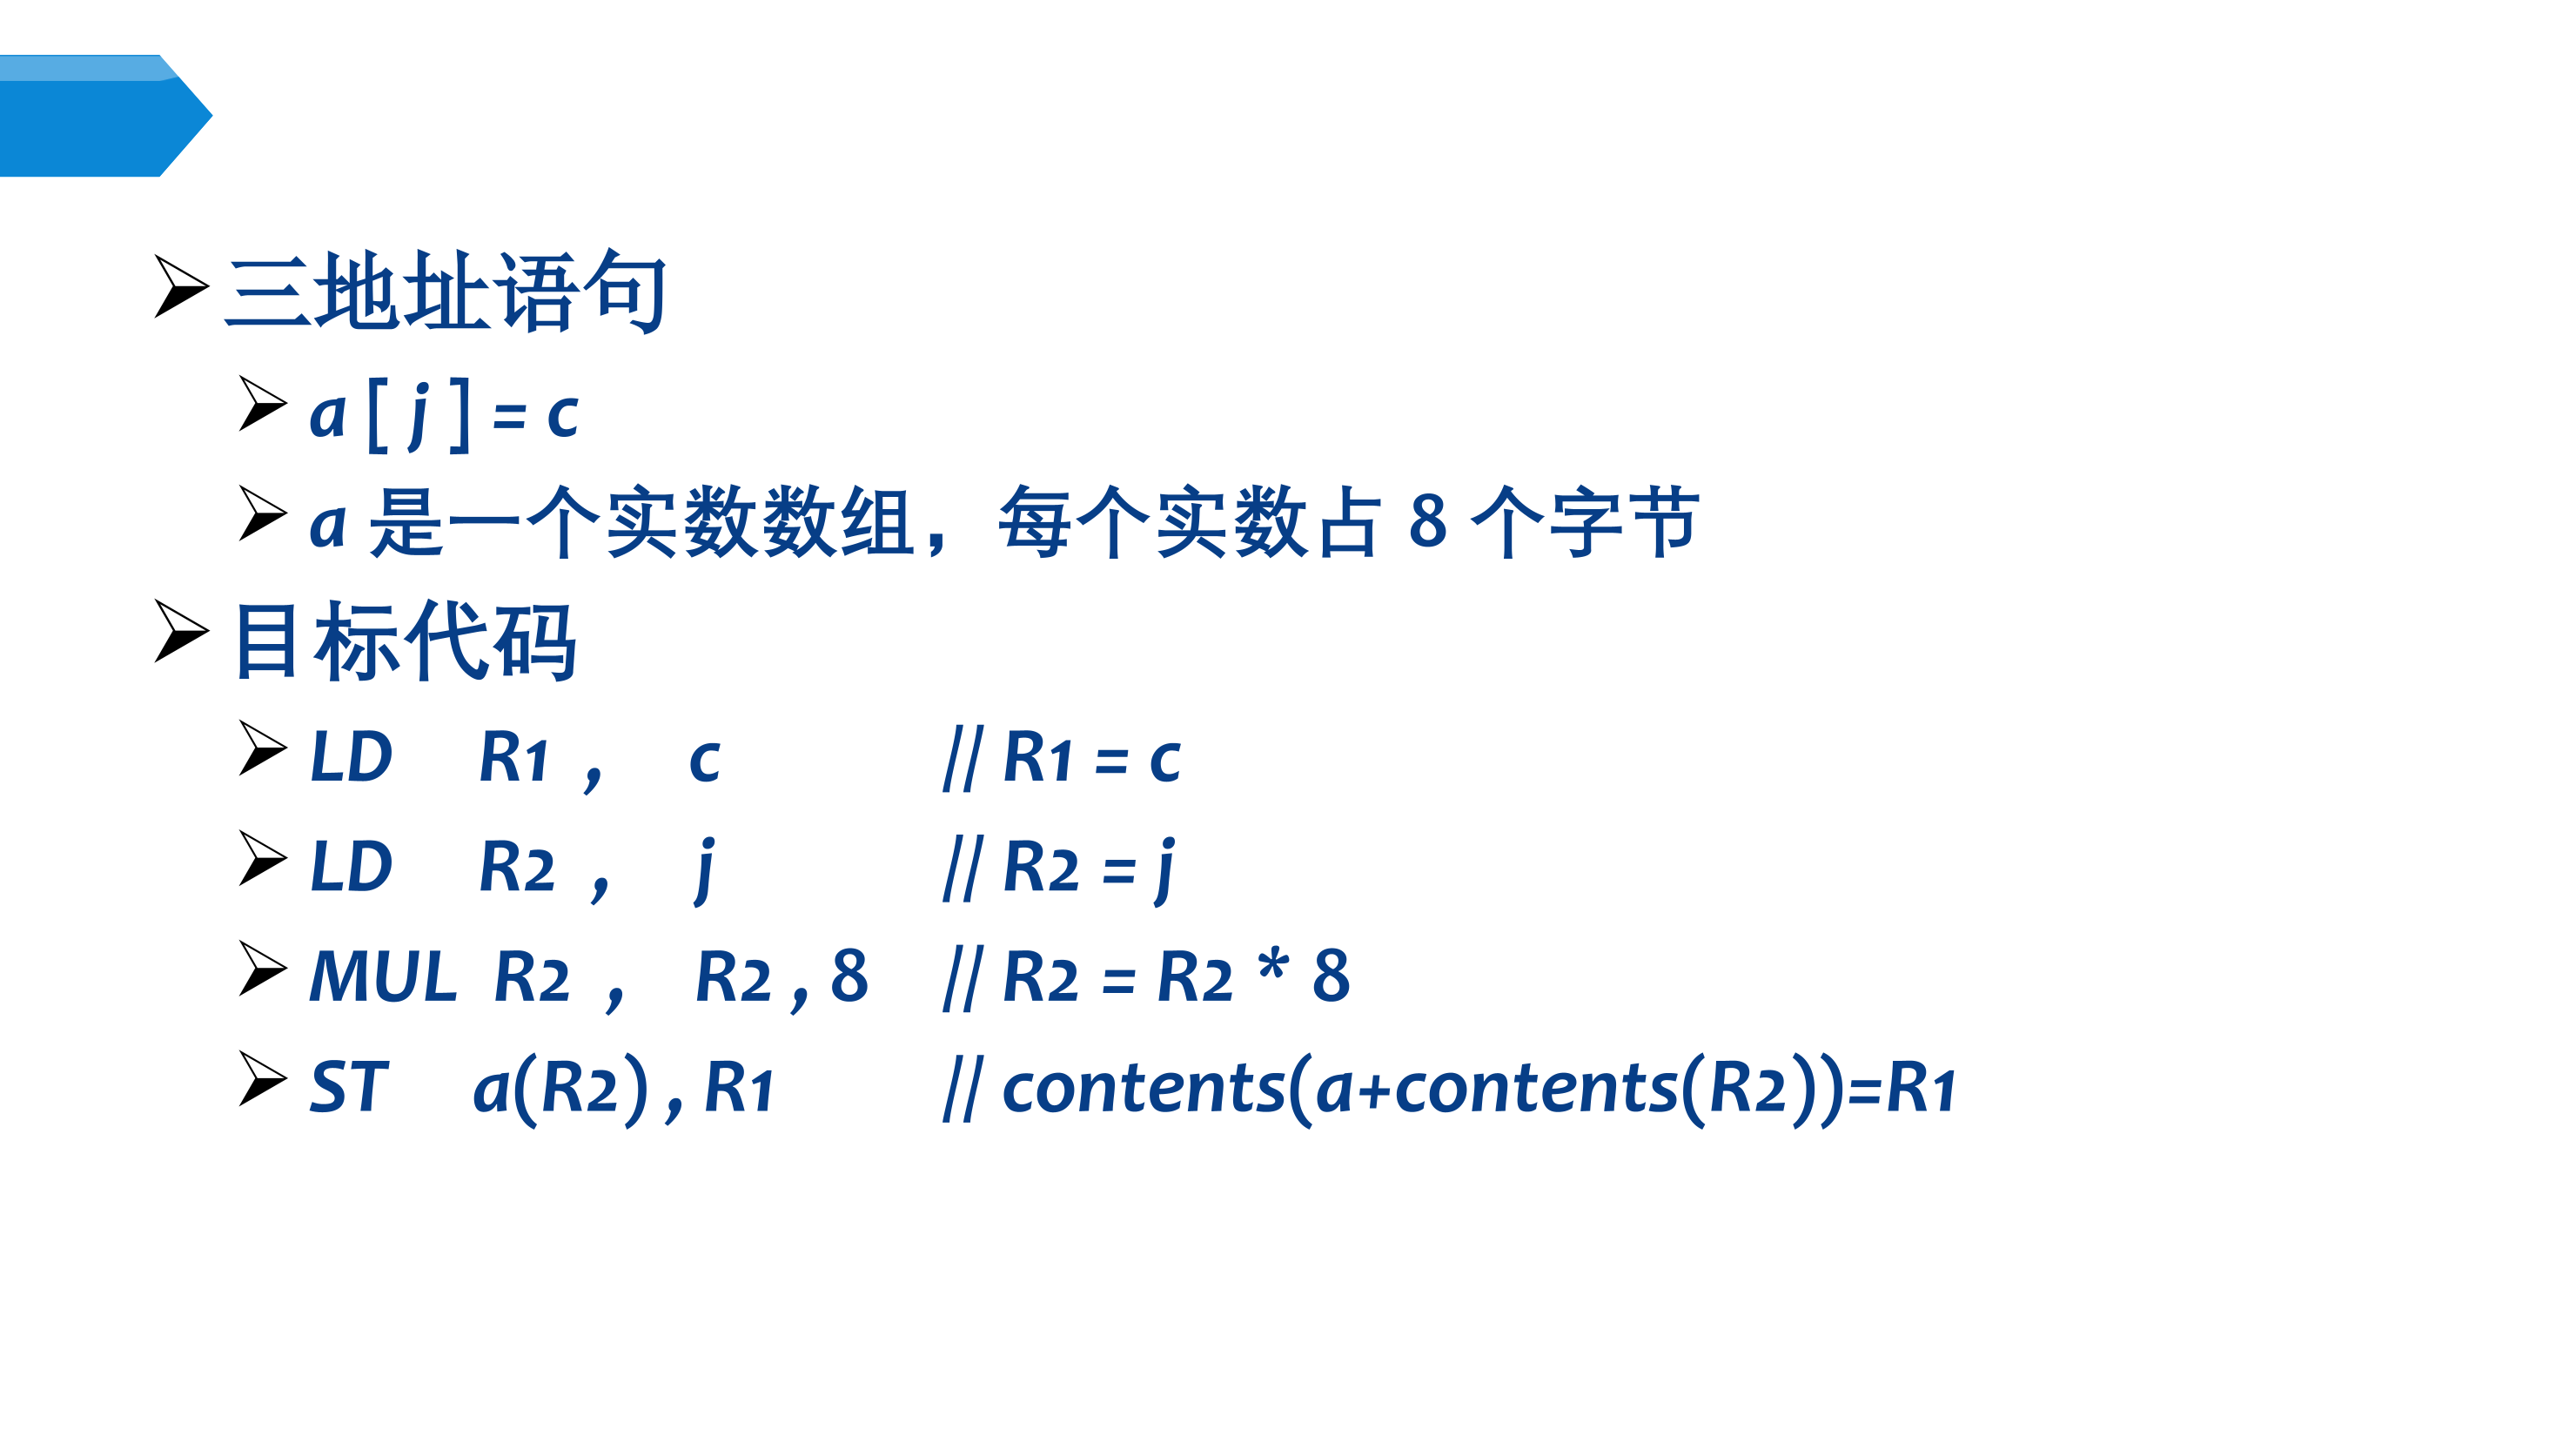 三地址语句
a [ j ] = c
a 是一个实数数组，每个实数占 8 个字节
目标代码
LD R1 , c // R1 = c
LD R2 , j // R2 = j
MUL R2 , R2 , 8 // R2 = R2 * 8
ST a(R2) , R1 // contents(a+contents(R2))=R1